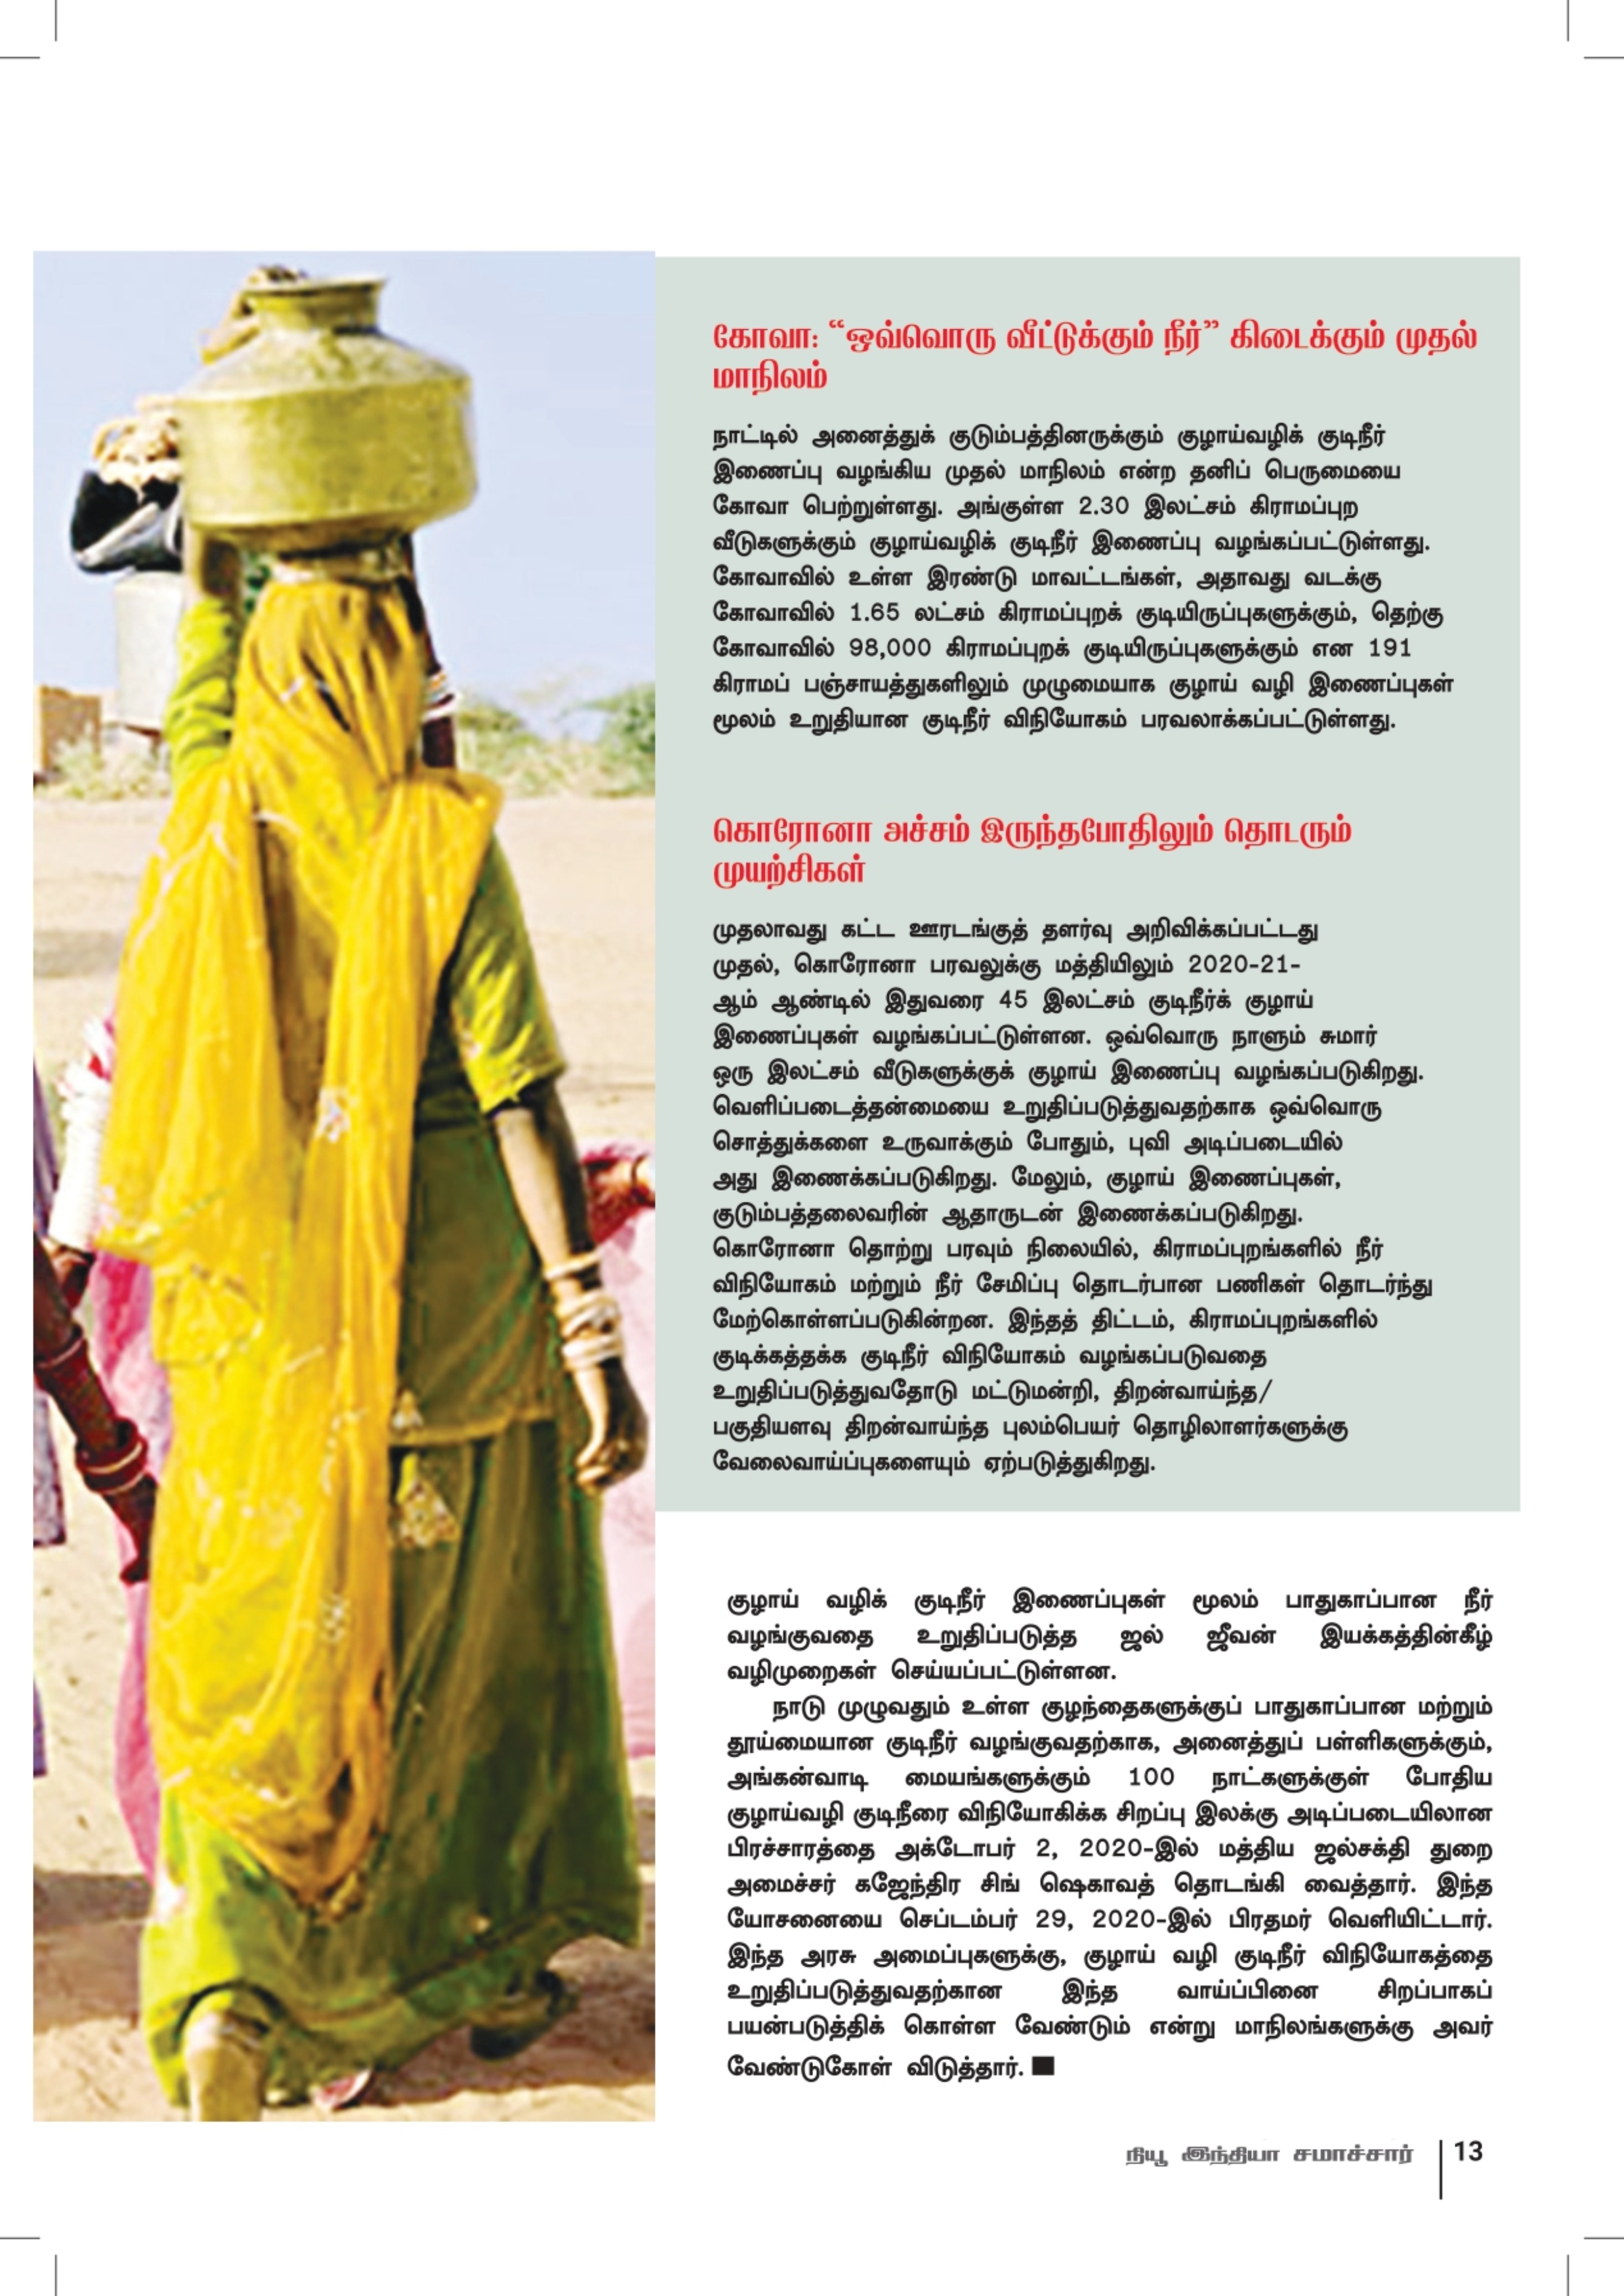 கோவா: “ஒவ்வொரு வீட்டுக்கும் நீர்” கிடைக்கும் முதல்
மாநிலம்
நாட்டில் அனைத்துக் குடும்பத்தினருக்கும் குழாய்வழிக் குடிநீர்
இணைப்பு வழங்கிய முதல் மாநிலம் என்ற தனிப் பெருமையை
கோவா பெற்றுள்ளது. அங்குள்ள 2.30 இலட்சம் கிராமப்புற
வீடுகளுக்கும் குழாய்வழிக் குடிநீர் இணைப்பு வழங்கப்பட்டுள்ளது.
கோவாவில் உள்ள இரண்டு மாவட்டங்கள், அதாவது வடக்கு
கோவாவில் 1.65 லட்சம் கிராமப்புறக் குடியிருப்புகளுக்கும், தெற்கு
கோவாவில் 98,000 கிராமப்புறக் குடியிருப்புகளுக்கும் என 191
கிராமப் பஞ்சாயத்துகளிலும் முழுமையாக குழாய் வழி இணைப்புகள்
மூலம் உறுதியான குடிநீர் விநியோகம் பரவலாக்கப்பட்டுள்ளது.
கொரோனா அச்சம் இருந்தபோதிலும் தொடரும்
முயற்சிகள்
முதலாவது கட்ட ஊரடங்குத் தளர்வு அறிவிக்கப்பட்டது
முதல், கொரோனா பரவலுக்கு மத்தியிலும் 2020-21-
ஆம் ஆண்டில் இதுவரை 45 இலட்சம் குடிநீர்க் குழாய்
இணைப்புகள் வழங்கப்பட்டுள்ளன. ஒவ்வொரு நாளும் சுமார்
ஒரு இலட்சம் வீடுகளுக்குக் குழாய் இணைப்பு வழங்கப்படுகிறது.
வெளிப்படைத்தன்மையை உறுதிப்படுத்துவதற்காக ஒவ்வொரு
சொத்துக்களை உருவாக்கும் போதும், புவி அடிப்படையில்
அது இணைக்கப்படுகிறது. மேலும், குழாய் இணைப்புகள்,
குடும்பத்தலைவரின் ஆதாருடன் இணைக்கப்படுகிறது.
கொரோனா தொற்று பரவும் நிலையில், கிராமப்புறங்களில் நீர்
விநியோகம் மற்றும் நீர் சேமிப்பு தொடர்பான பணிகள் தொடர்ந்து
மேற்கொள்ளப்படுகின்றன. இந்தத் திட்டம், கிராமப்புறங்களில்
குடிக்கத்தக்க குடிநீர் விநியோகம் வழங்கப்படுவதை
உறுதிப்படுத்துவதோடு மட்டுமன்றி, திறன்வாய்ந்த/
பகுதியளவு திறன்வாய்ந்த புலம்பெயர் தொழிலாளர்களுக்கு
வேலைவாய்ப்புகளையும் ஏற்படுத்துகிறது.
குழாய் வழிக் குடிநீர் இணைப்புகள் மூலம் பாதுகாப்பான நீர்
வழங்குவதை உறுதிப்படுத்த ஜல் ஜீவன் இயக்கத்தின்கீழ்
வழிமுறைகள் செய்யப்பட்டுள்ளன.
நாடு முழுவதும் உள்ள குழந்தைகளுக்குப் பாதுகாப்பான மற்றும்
தூய்மையான குடிநீர் வழங்குவதற்காக, அனைத்துப் பள்ளிகளுக்கும்,
அங்கன்வாடி மையங்களுக்கும் 100 நாட்களுக்குள் போதிய
குழாய்வழி குடிநீரை விநியோகிக்க சிறப்பு இலக்கு அடிப்படையிலான
பிரச்சாரத்தை அக்டோபர் 2, 2020-இல் மத்திய ஜல்சக்தி துறை
அமைச்சர் கஜேந்திர சிங் ஷெகாவத் தொடங்கி வைத்தார். இந்த
யோசனையை செப்டம்பர் 29, 2020-இல் பிரதமர் வெளியிட்டார்.
இந்த அரசு அமைப்புகளுக்கு, குழாய் வழி குடிநீர் விநியோகத்தை
உறுதிப்படுத்துவதற்கான இந்த வாய்ப்பினை சிறப்பாகப்
பயன்படுத்திக் கொள்ள வேண்டும் என்று மாநிலங்களுக்கு அவர்
வேண்டுகோள் விடுத்தார். ■
நியூ இந்தியா சமாச்சார் 13